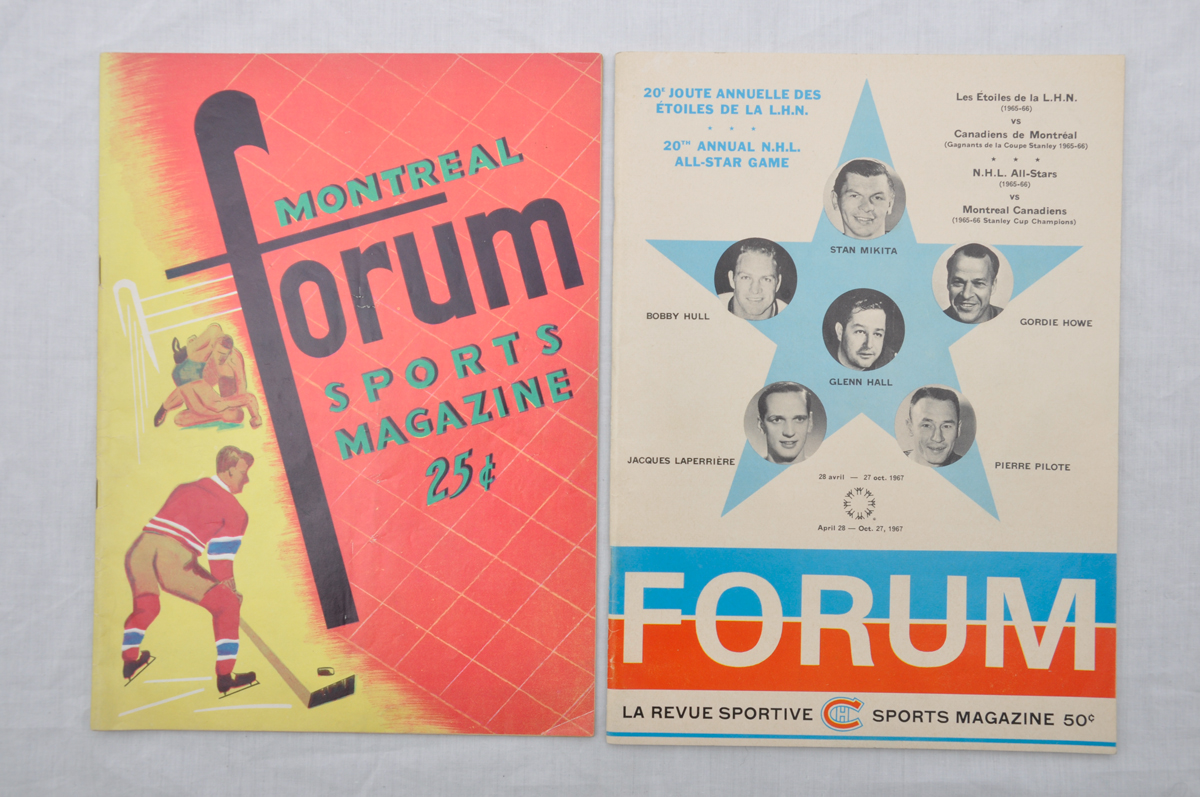 MONTREAL
forum
SPORTS
MAGAZINE
25¢
20e JOUTE ANNUELLE DES
ÉTOILES DE LA L.H.N.
* * *
20TH ANNUAL N.H.L.
ALL-STAR GAME
Les Étoiles de la L.H.N.
(1965-66)
vs
Canadiens de Montréal
(Gagnants de la Coupe Stanley 1965-66)
* * *
N.H.L. All-Stars
(1965-66)
vs
Montreal Canadiens
(1965-66 Stanley Cup Champions)
STAN MIKITA
BOBBY HULL
GORDIE HOWE
GLENN HALL
JACQUES LAPERRIÈRE
PIERRE PILOTE
28 avril — 27 oct. 1967
April 28 — Oct. 27, 1967
FORUM
LA REVUE SPORTIVE CH SPORTS MAGAZINE 50¢